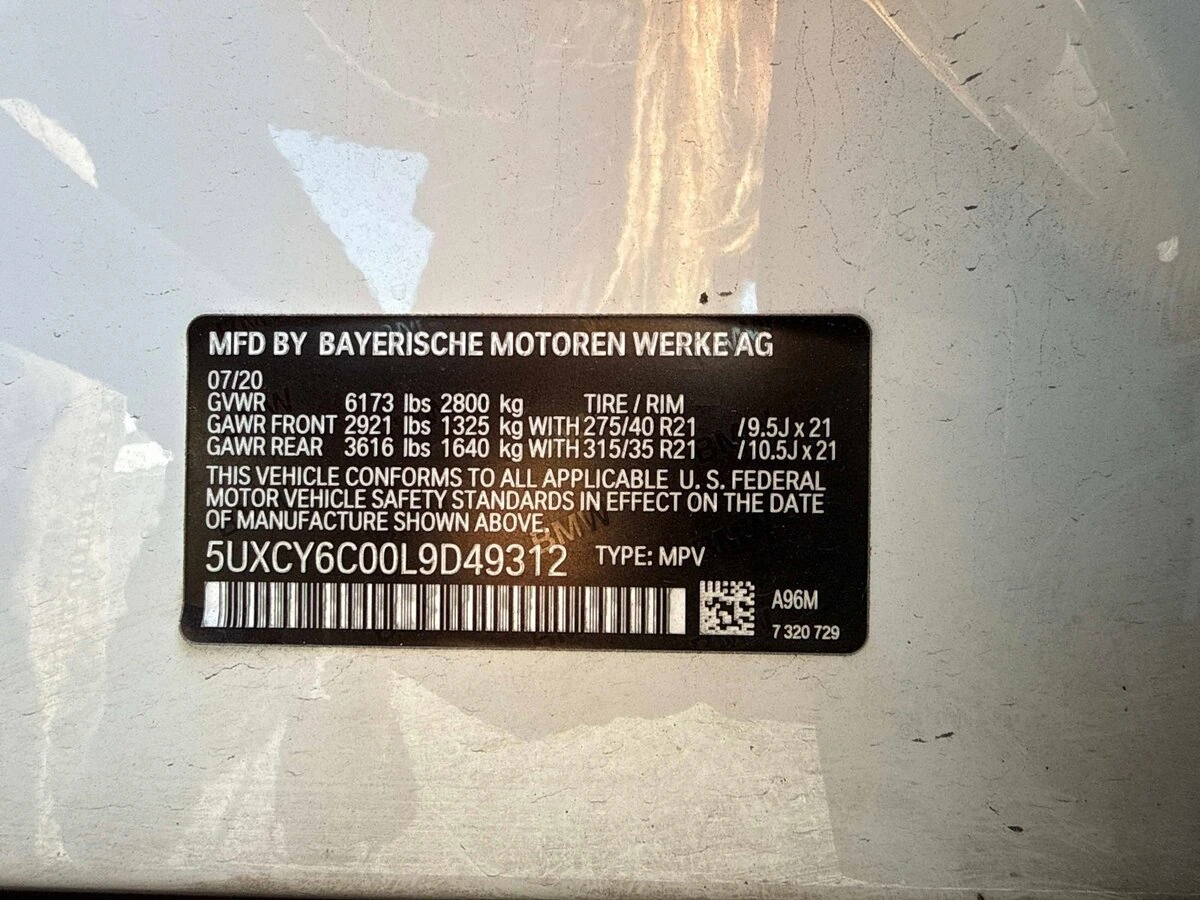 MFD BY BAYERISCHE MOTOREN WERKE AG
07/20
GVWR 6173 lbs 2800 kg TIRE / RIM
GAWR FRONT 2921 lbs 1325 kg WITH 275/40 R21 / 9.5J x 21
GAWR REAR 3616 lbs 1640 kg WITH 315/35 R21 / 10.5J x 21
THIS VEHICLE CONFORMS TO ALL APPLICABLE U. S. FEDERAL
MOTOR VEHICLE SAFETY STANDARDS IN EFFECT ON THE DATE
OF MANUFACTURE SHOWN ABOVE.
BMW
5UXCY6C00L9D49312 TYPE: MPV
A96M
7 320 729